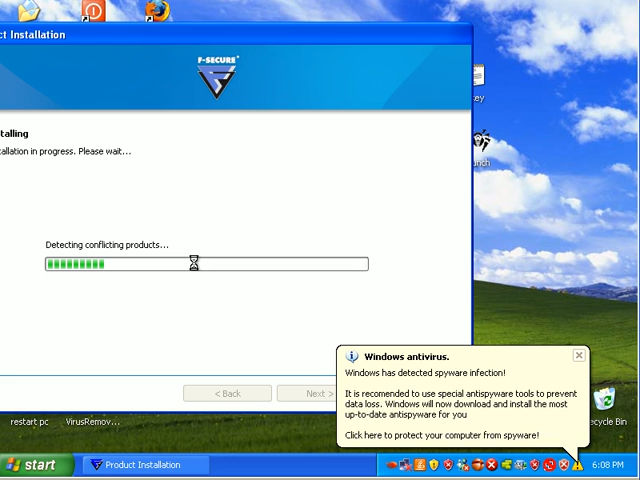 ct Installation
F-SECURE
key
talling
allation in progress. Please wait...
nch
Detecting conflicting products...
< Back
Next >
Windows antivirus.
Windows has detected spyware infection!
It is recomended to use special antispyware tools to prevent
data loss. Windows will now download and install the most
up-to-date antispyware for you
Click here to protect your computer from spyware!
restart pc
VirusRemov...
ecycle Bin
start
Product Installation
6:08 PM